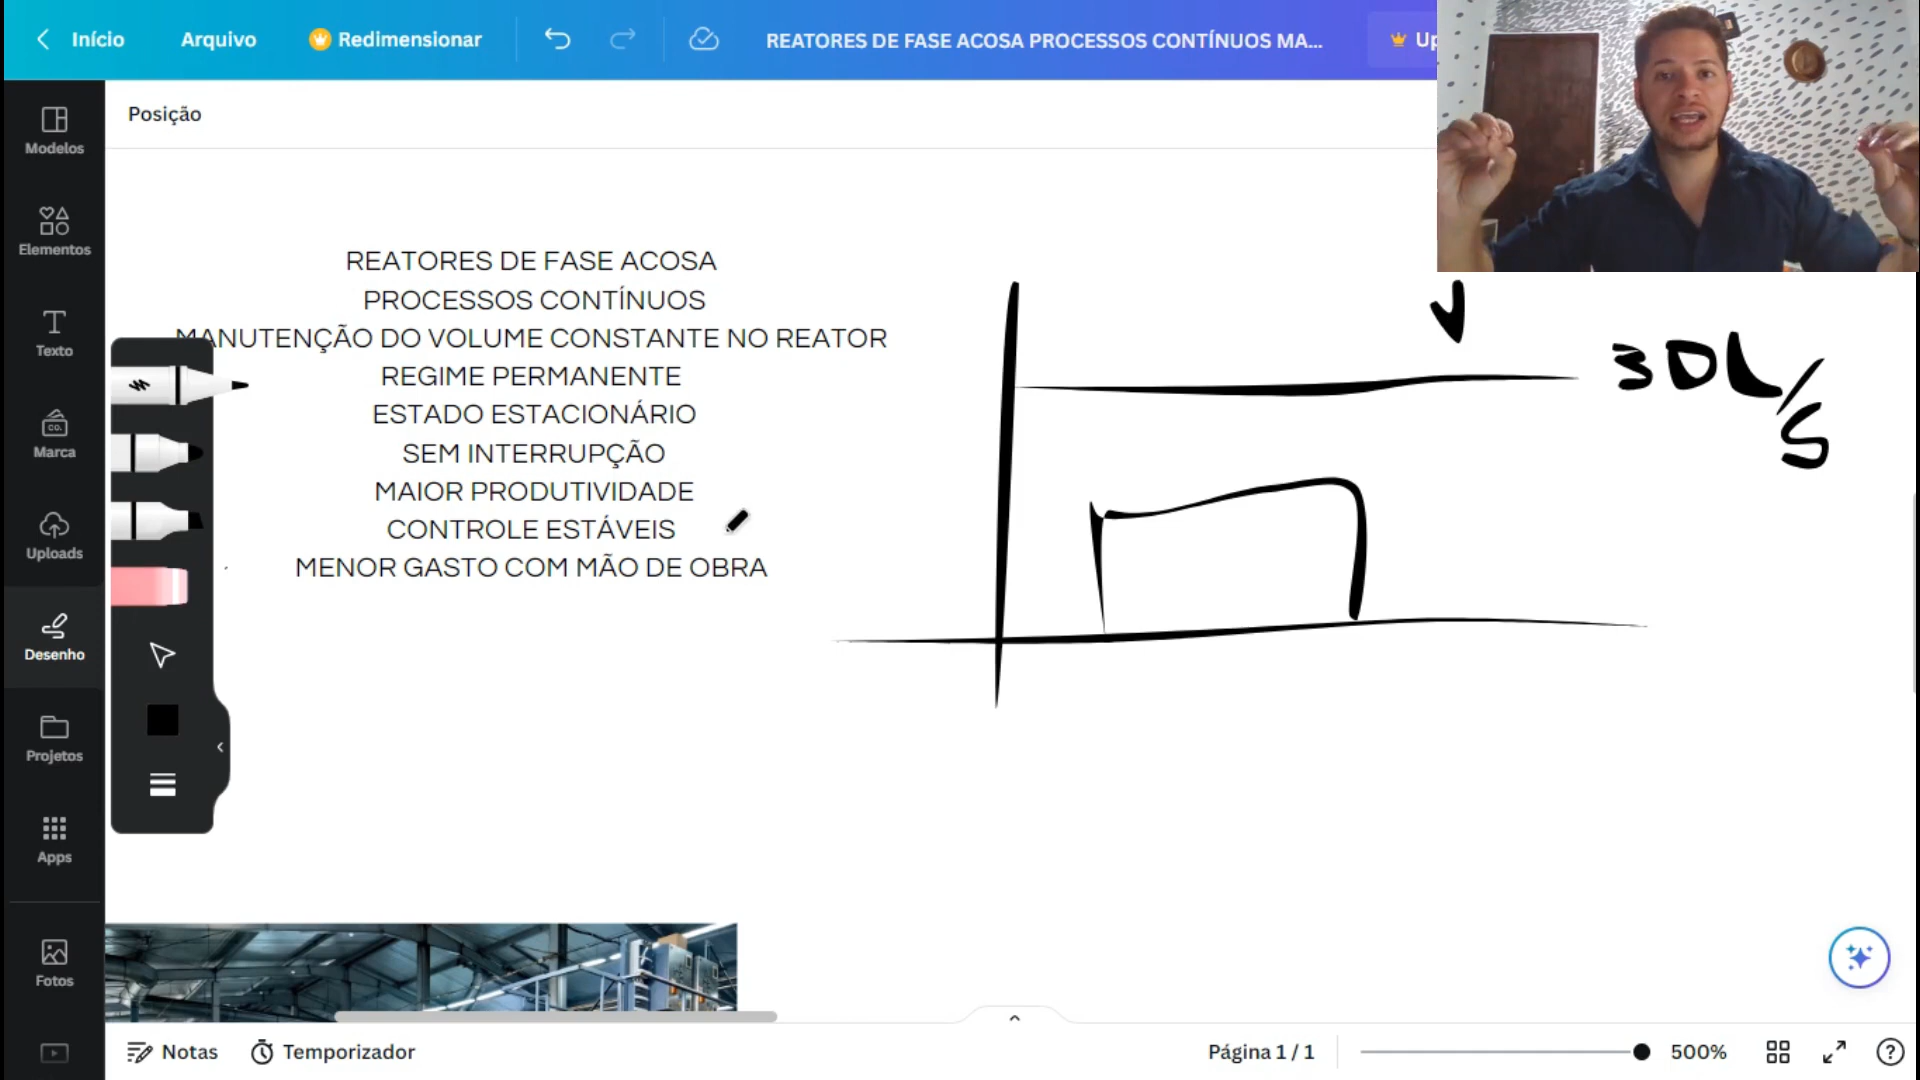 Início
Arquivo
Redimensionar
REATORES DE FASE ACOSA PROCESSOS CONTÍNUOS MA...
Up
Modelos
Elementos
Texto
CO.
Marca
Uploads
Desenho
Projetos
Apps
Fotos
Posição
REATORES DE FASE ACOSA
PROCESSOS CONTÍNUOS
MANUTENÇÃO DO VOLUME CONSTANTE NO REATOR
REGIME PERMANENTE
ESTADO ESTACIONÁRIO
SEM INTERRUPÇÃO
MAIOR PRODUTIVIDADE
CONTROLE ESTÁVEIS
MENOR GASTO COM MÃO DE OBRA
30L/s
Notas
Temporizador
Página 1 / 1
500%